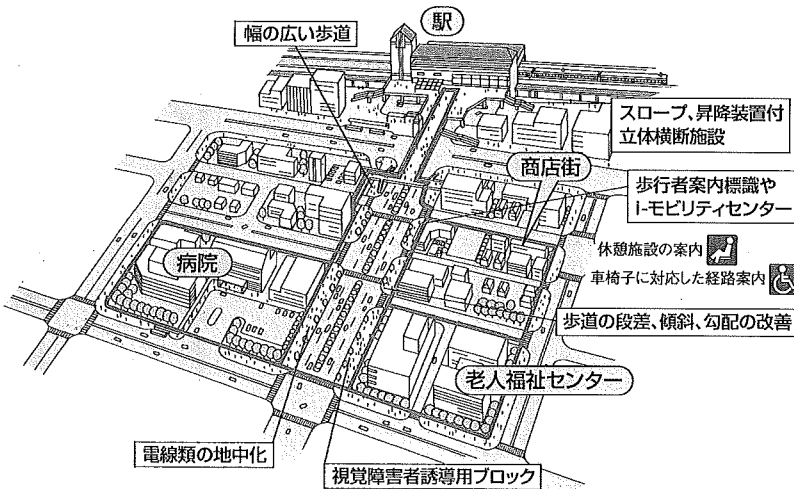 駅
幅の広い歩道
スロープ、昇降装置付
立体横断施設
商店街
歩行者案内標識や
i-モビリティセンター
休憩施設の案内
車椅子に対応した経路案内
病院
歩道の段差、傾斜、勾配の改善
老人福祉センター
電線類の地中化
視覚障害者誘導用ブロック